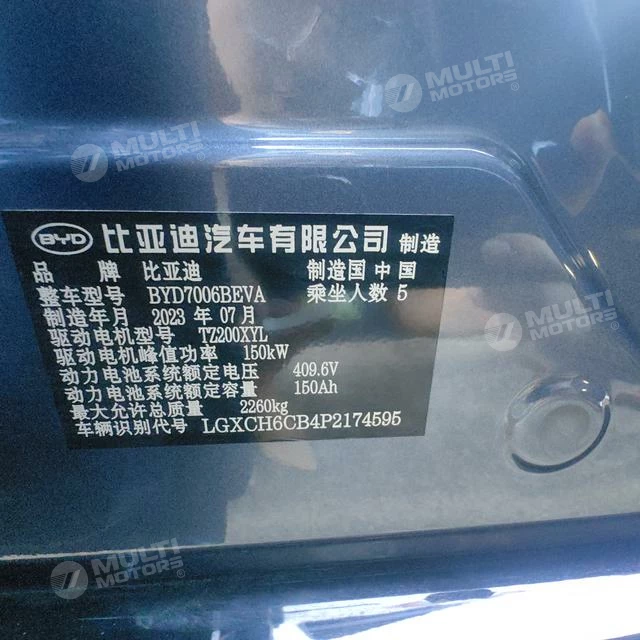 MULTI
MOTORS®
MULTI
MOTORS®
BYD 比亚迪汽车有限公司 制造
品牌 比亚迪 制造国 中国
整车型号 BYD7006BEVA 乘坐人数 5
制造年月 2023 年 07 月
驱动电机型号 TZ200XYL
驱动电机峰值功率 150kW
动力电池系统额定电压 409.6V
动力电池系统额定容量 150Ah
最大允许总质量 2260kg
车辆识别代号 LGXCH6CB4P2174595
MULTI
MOTORS®
MULTI
MOTORS®